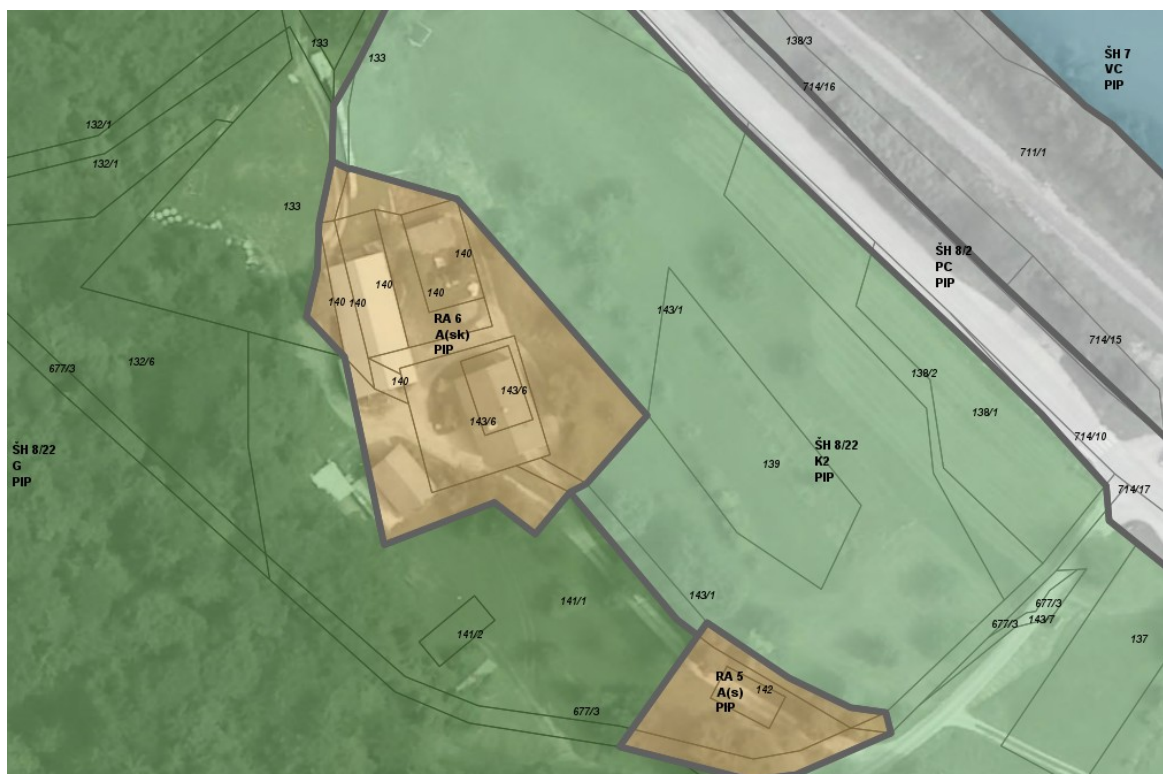 133
133
138/3
714/16
ŠH 7
VC
PIP
132/1
132/1
711/1
133
140
ŠH 8/2
PC
PIP
140
140
140
140
143/1
RA 6
A(sk)
PIP
714/15
677/3
132/6
138/2
140
143/6
138/1
143/6
714/10
ŠH 8/22
G
PIP
ŠH 8/22
K2
PIP
139
714/17
141/1
143/1
677/3
677/3
143/7
141/2
137
RA 5
A(s)
PIP
142
677/3